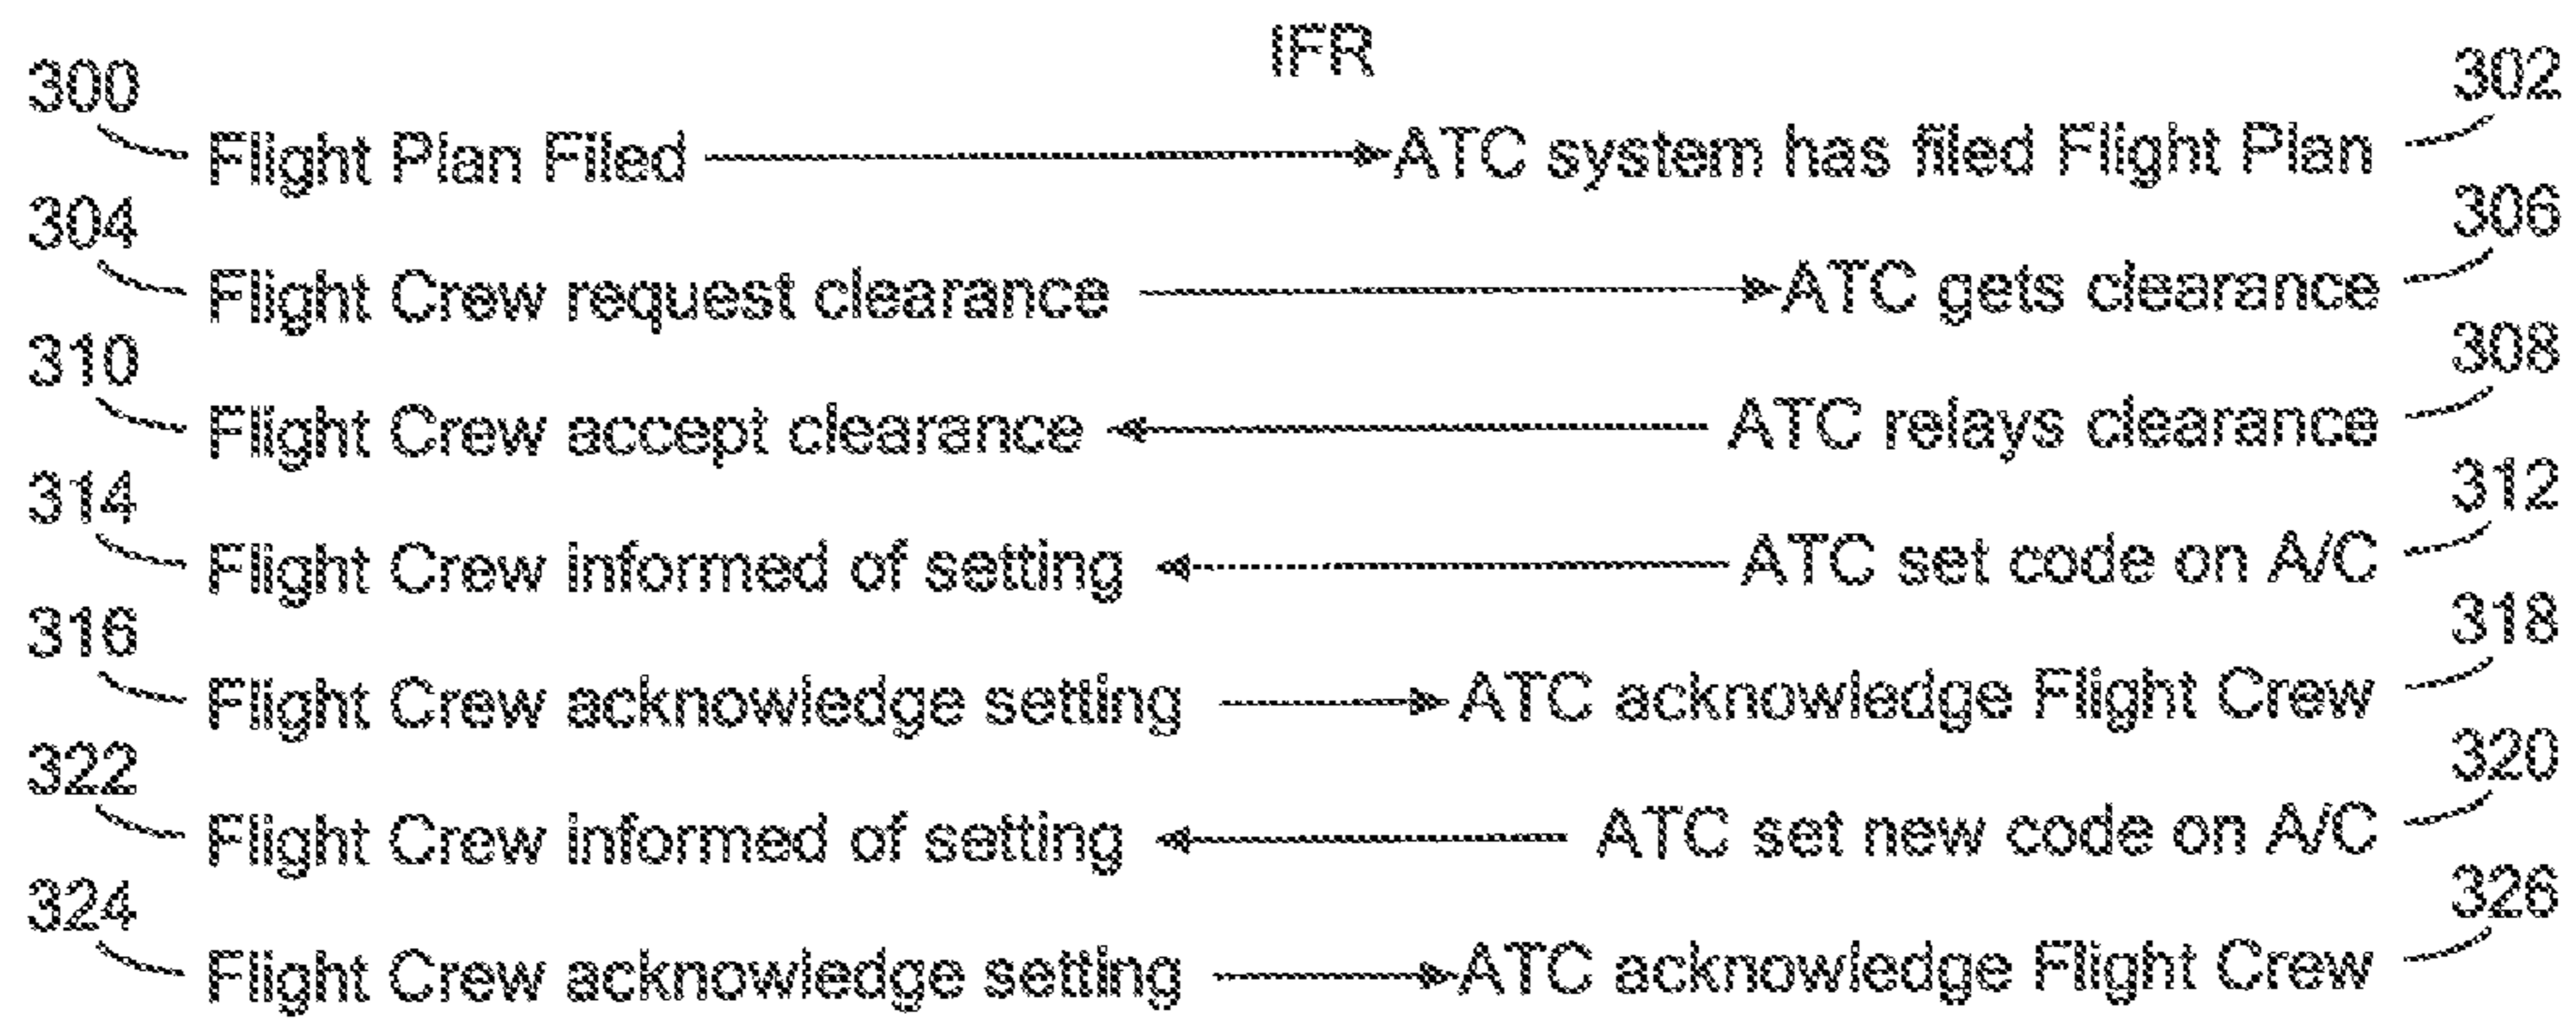 IFR
300 302
Flight Plan Filed ATC system has filed Flight Plan
304 306
Flight Crew request clearance ATC gets clearance
310 308
Flight Crew accept clearance ATC relays clearance
314 312
Flight Crew informed of setting ATC set code on A/C
316 318
Flight Crew acknowledge setting ATC acknowledge Flight Crew
322 320
Flight Crew informed of setting ATC set new code on A/C
324 326
Flight Crew acknowledge setting ATC acknowledge Flight Crew